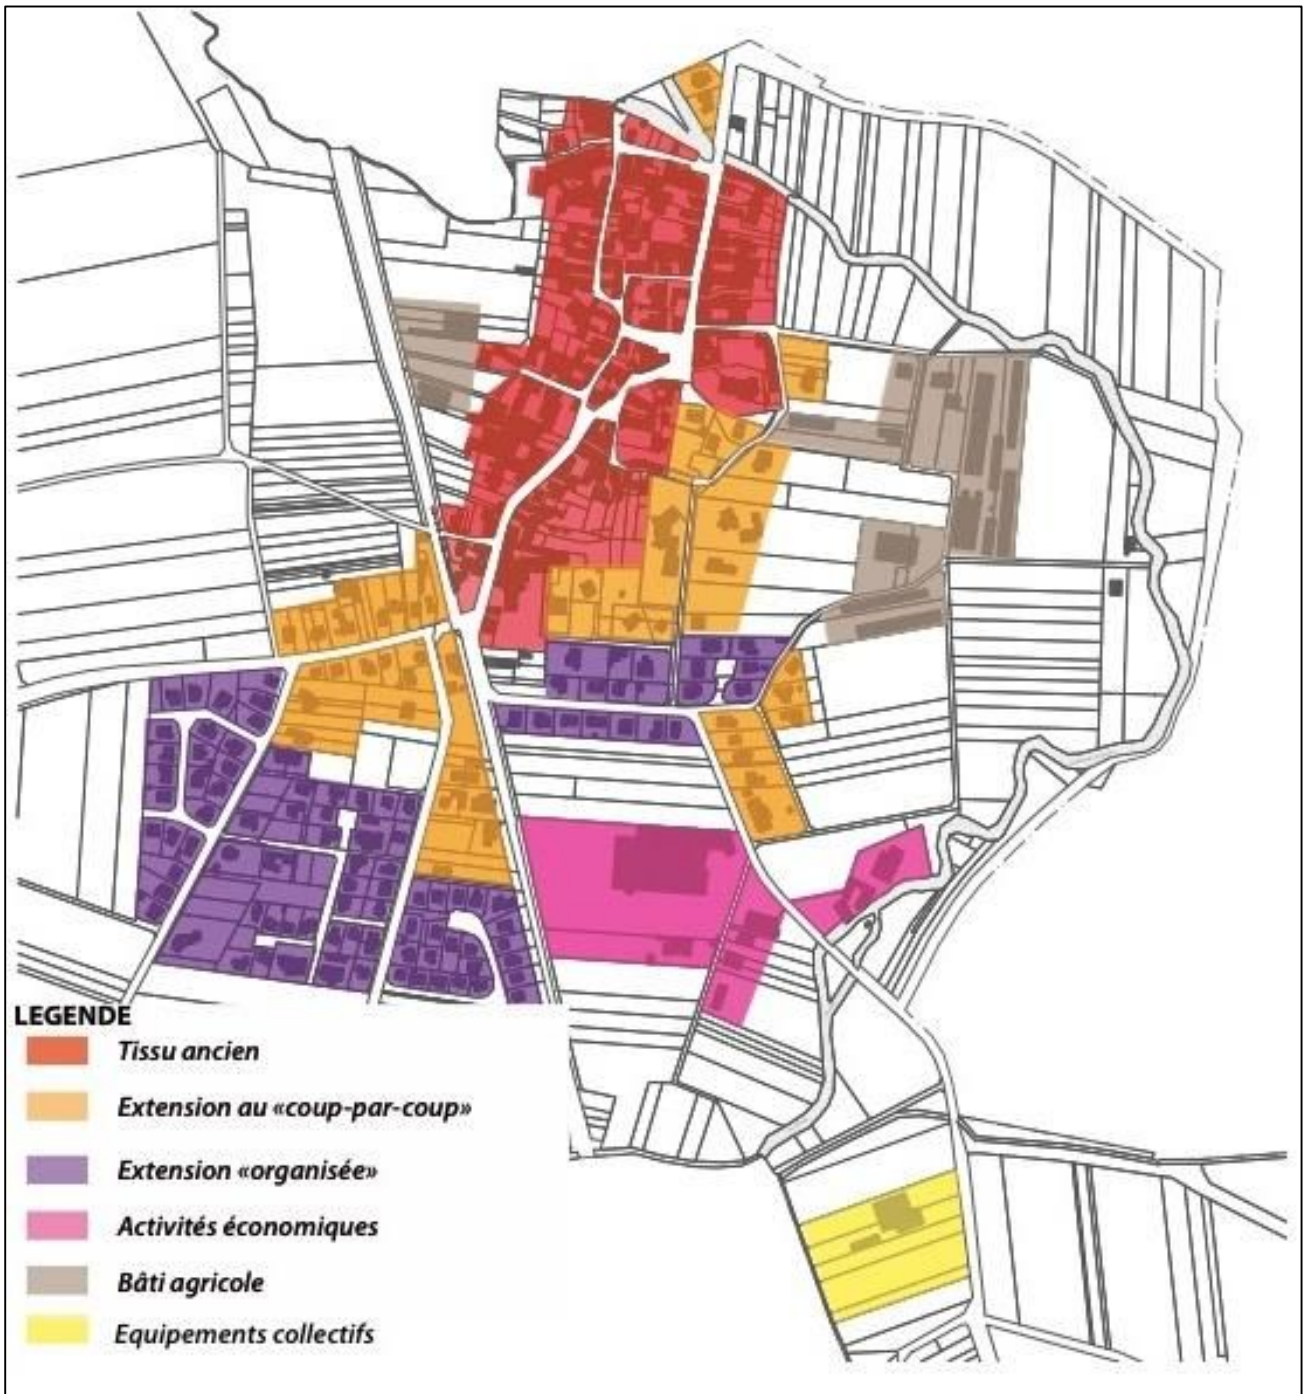 LEGENDE
Tissu ancien
Extension au «coup-par-coup»
Extension «organisée»
Activités économiques
Bâti agricole
Equipements collectifs